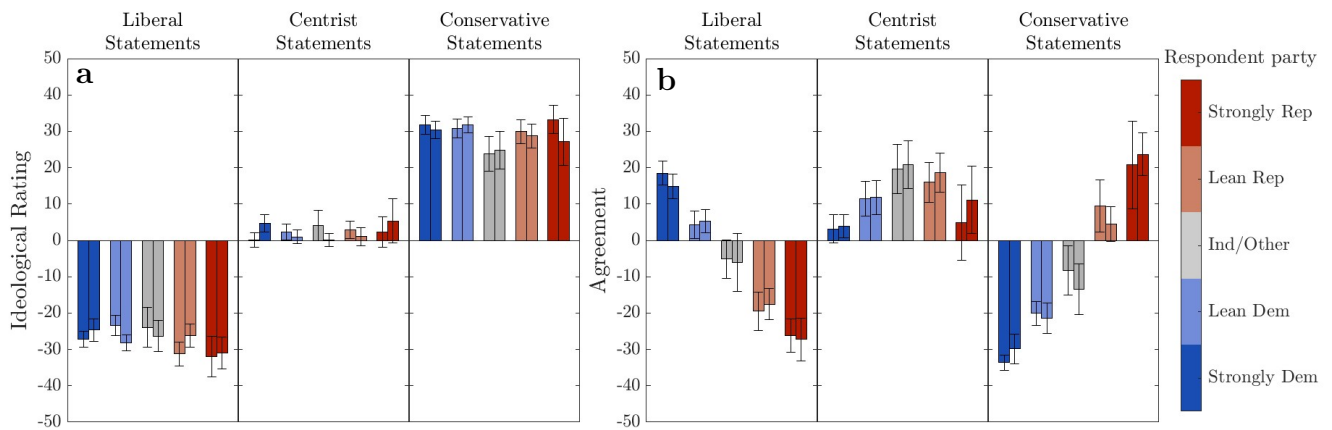 Liberal
Statements
Centrist
Statements
Conservative
Statements
a
Ideological Rating
50
40
30
20
10
0
-10
-20
-30
-40
-50
Liberal
Statements
Centrist
Statements
Conservative
Statements
b
Agreement
50
40
30
20
10
0
-10
-20
-30
-40
-50
Respondent party
Strongly Rep
Lean Rep
Ind/Other
Lean Dem
Strongly Dem